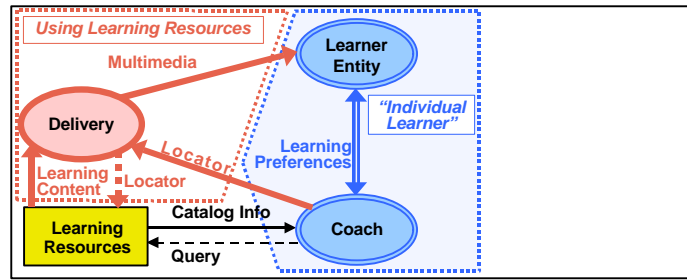 Using Learning Resources
Multimedia
Learner
Entity
"Individual
Learner"
Delivery
Learning
Preferences
Locator
Learning
Content
Locator
Learning
Resources
Catalog Info
Query
Coach